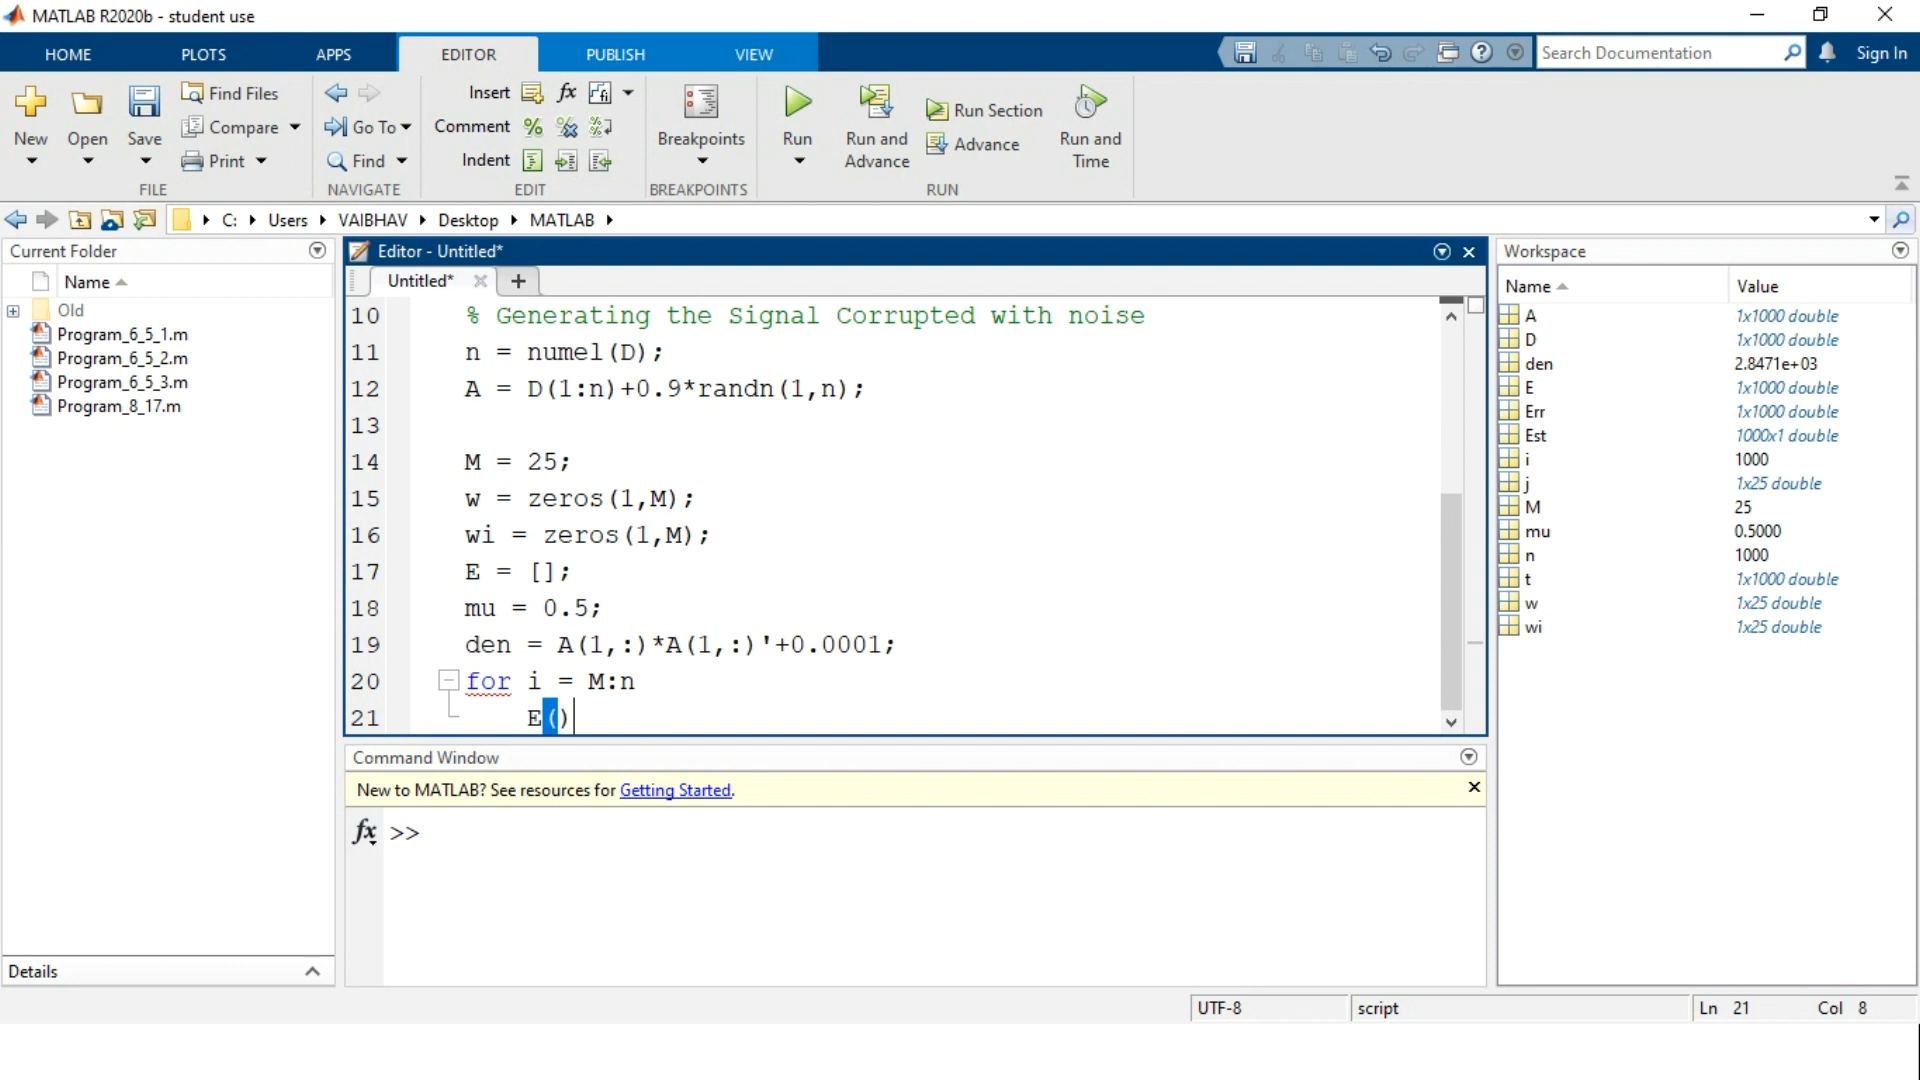 MATLAB R2020b - student use
HOME PLOTS APPS EDITOR PUBLISH VIEW Search Documentation Sign In
New Open Save Find Files Compare Print FILE
Go To Find NAVIGATE
Insert fx Comment Indent EDIT
Breakpoints BREAKPOINTS
Run Run and Advance Run Section Advance Run and Time RUN
C: Users VAIBHAV Desktop MATLAB
Current Folder
Name
Old
Program_6_5_1.m
Program_6_5_2.m
Program_6_5_3.m
Program_8_17.m
Details
Editor - Untitled*
Untitled* +
10 % Generating the Signal Corrupted with noise
11 n = numel(D);
12 A = D(1:n)+0.9*randn(1,n);
13
14 M = 25;
15 w = zeros(1,M);
16 wi = zeros(1,M);
17 E = [];
18 mu = 0.5;
19 den = A(1,:)*A(1,:)'+0.0001;
20 for i = M:n
21 E()
Command Window
New to MATLAB? See resources for Getting Started.
fx >>
Workspace
Name Value
A 1x1000 double
D 1x1000 double
den 2.8471e+03
E 1x1000 double
Err 1x1000 double
Est 1000x1 double
i 1000
j 1x25 double
M 25
mu 0.5000
n 1000
t 1x1000 double
w 1x25 double
wi 1x25 double
UTF-8 script Ln 21 Col 8